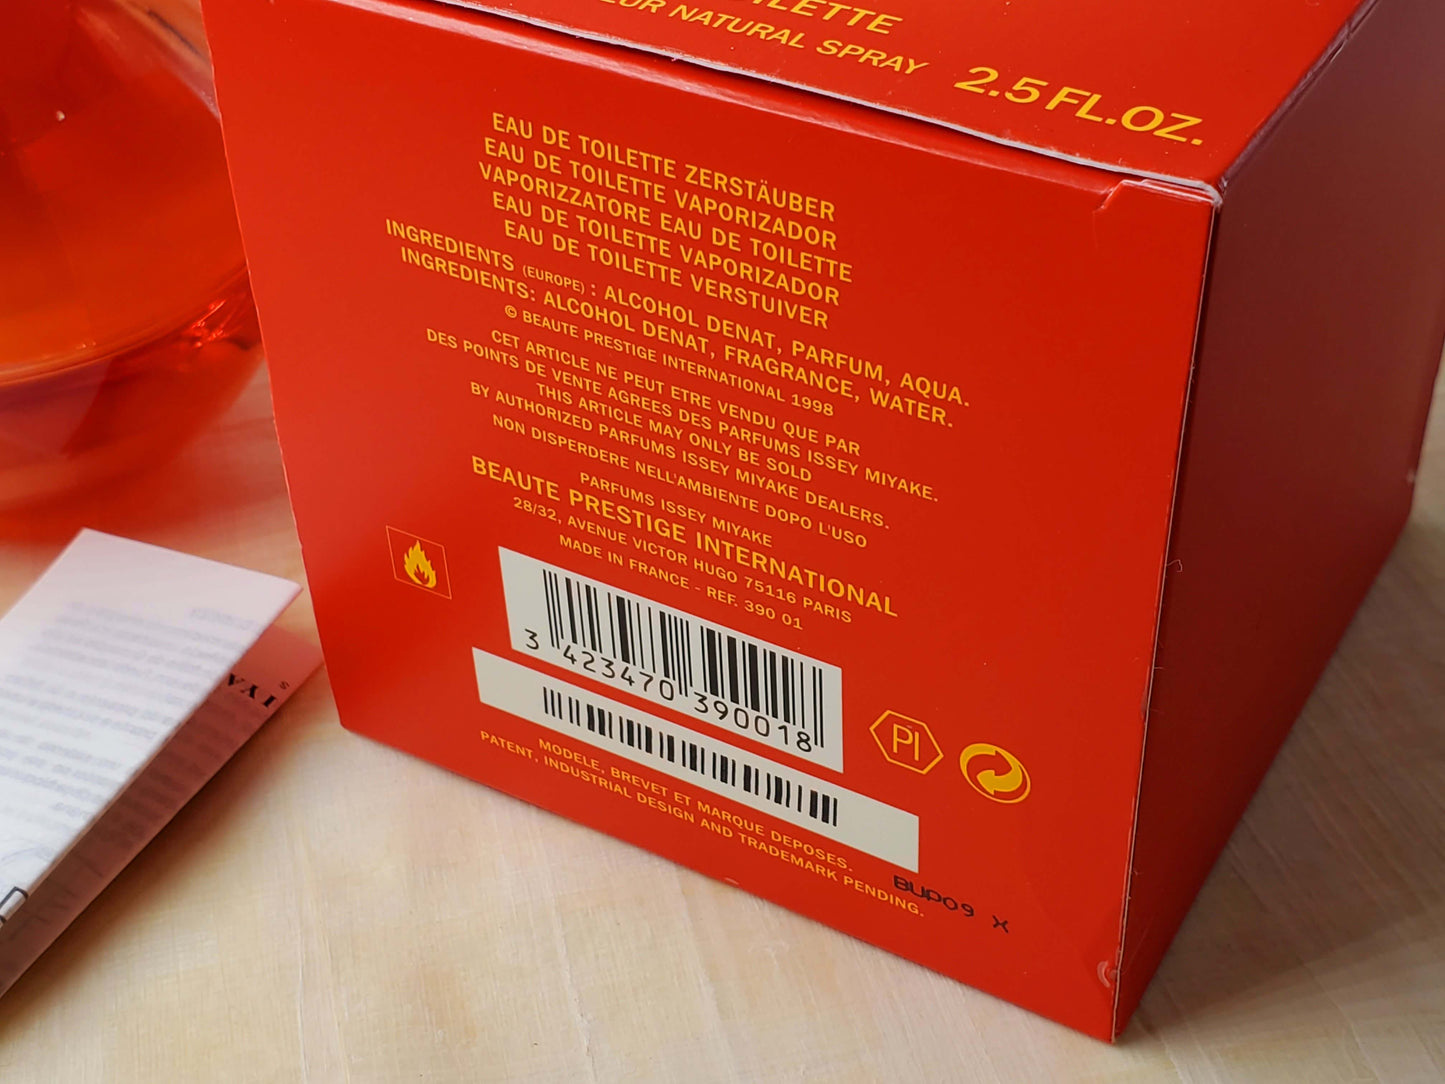 ILETTE
EUR NATURAL SPRAY 2.5 FL.OZ.
EAU DE TOILETTE ZERSTÄUBER
EAU DE TOILETTE VAPORIZADOR
VAPORIZZATORE EAU DE TOILETTE
EAU DE TOILETTE VAPORIZADOR
EAU DE TOILETTE VERSTUIVER
INGREDIENTS (EUROPE) : ALCOHOL DENAT, PARFUM, AQUA.
INGREDIENTS: ALCOHOL DENAT, FRAGRANCE, WATER.
© BEAUTE PRESTIGE INTERNATIONAL 1998
CET ARTICLE NE PEUT ETRE VENDU QUE PAR
DES POINTS DE VENTE AGREES DES PARFUMS ISSEY MIYAKE.
THIS ARTICLE MAY ONLY BE SOLD
BY AUTHORIZED PARFUMS ISSEY MIYAKE DEALERS.
NON DISPERDERE NELL'AMBIENTE DOPO L'USO
PARFUMS ISSEY MIYAKE
BEAUTE PRESTIGE INTERNATIONAL
28/32, AVENUE VICTOR HUGO 75116 PARIS
MADE IN FRANCE - REF. 390 01
3 423470 390018
PI
MODELE, BREVET ET MARQUE DEPOSES.
PATENT, INDUSTRIAL DESIGN AND TRADEMARK PENDING.
BUP09 X